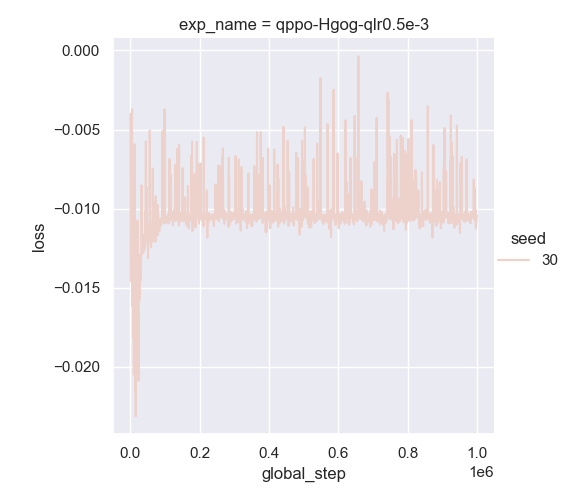 exp_name = qppo-Hgog-qlr0.5e-3
0.000
−0.005
−0.010
−0.015
−0.020
loss
seed
30
0.0 0.2 0.4 0.6 0.8 1.0
1e6
global_step